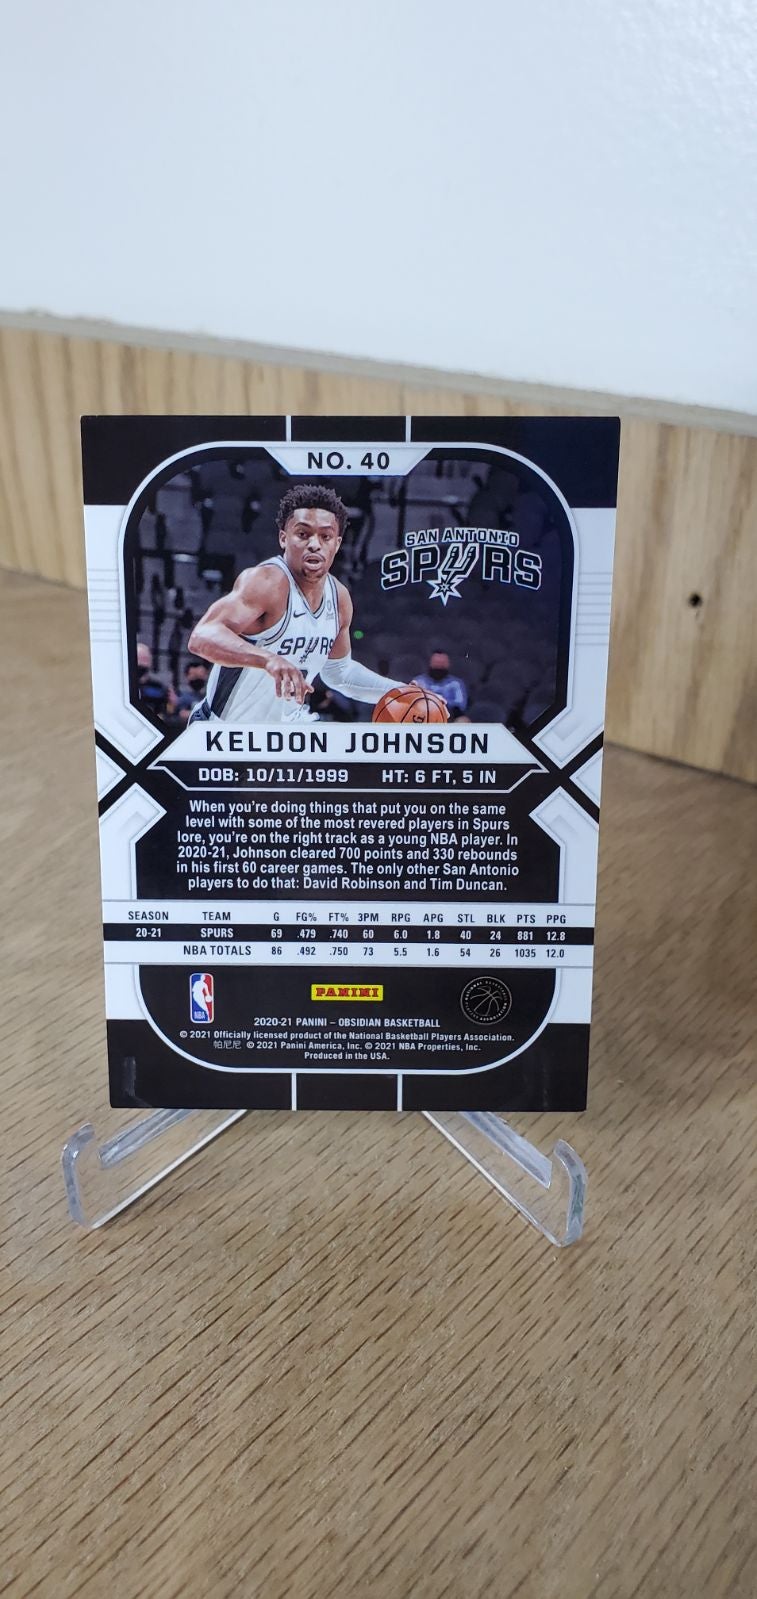 NO. 40
SAN ANTONIO
SPURS
SPURS
KELDON JOHNSON
DOB: 10/11/1999 HT: 6 FT, 5 IN
When you're doing things that put you on the same
level with some of the most revered players in Spurs
lore, you're on the right track as a young NBA player. In
2020-21, Johnson cleared 700 points and 330 rebounds
in his first 60 career games. The only other San Antonio
players to do that: David Robinson and Tim Duncan.
SEASON TEAM G FG% FT% 3PM RPG APG STL BLK PTS PPG
20-21 SPURS 69 .479 .740 60 6.0 1.8 40 24 881 12.8
NBA TOTALS 86 .492 .750 73 5.5 1.6 54 26 1035 12.0
NBA
PANINI
2020-21 PANINI – OBSIDIAN BASKETBALL
© 2021 Officially licensed product of the National Basketball Players Association.
帕尼尼 © 2021 Panini America, Inc. © 2021 NBA Properties, Inc.
Produced in the USA.